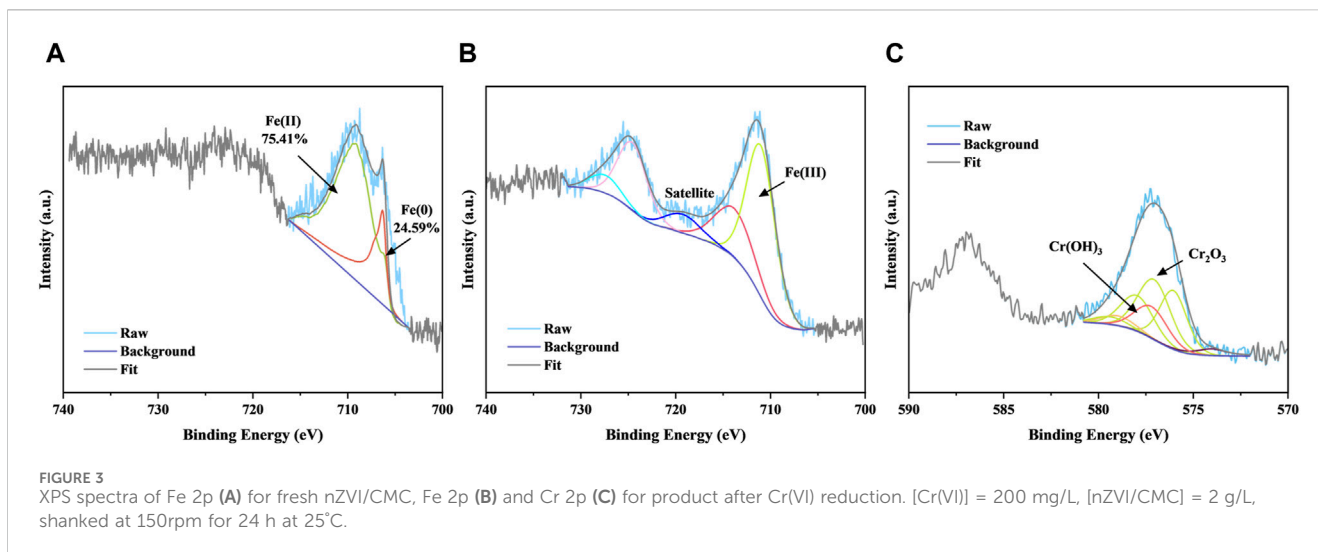 A
Fe(II)
75.41%
Fe(0)
24.59%
Raw
Background
Fit
Intensity (a.u.)
740
730
720
710
700
Binding Energy (eV)
B
Satellite
Fe(III)
Raw
Background
Fit
Intensity (a.u.)
740
730
720
710
700
Binding Energy (eV)
C
Raw
Background
Fit
Cr(OH)3
Cr2O3
Intensity (a.u.)
590
585
580
575
570
Binding Energy (eV)
FIGURE 3
XPS spectra of Fe 2p (A) for fresh nZVI/CMC, Fe 2p (B) and Cr 2p (C) for product after Cr(VI) reduction. [Cr(VI)] = 200 mg/L, [nZVI/CMC] = 2 g/L,
shanked at 150rpm for 24 h at 25°C.